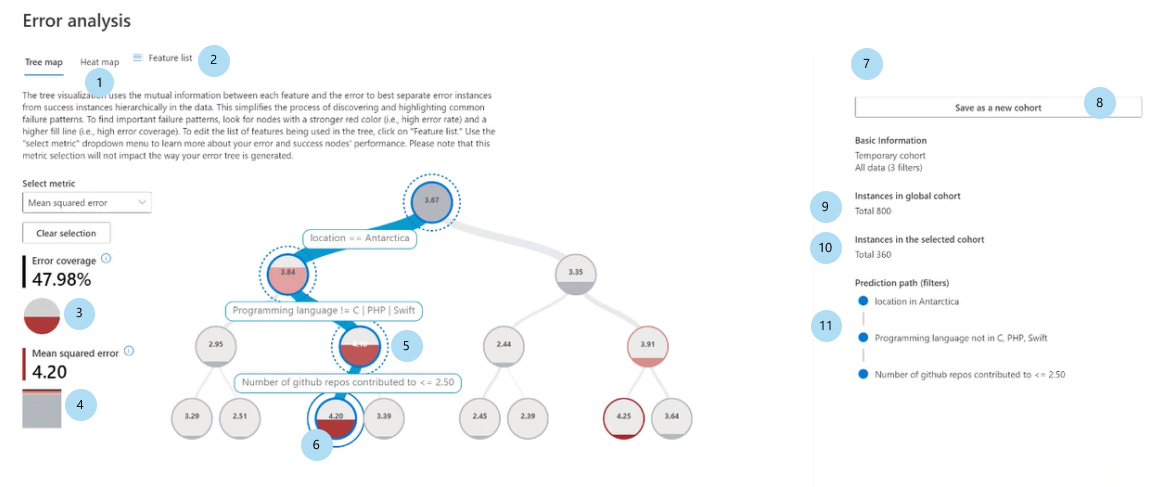 Error analysis
Tree map
Heat map
Feature list
2
1
The tree visualization uses the mutual information between each feature and the error to best separate error instances
from success instances hierarchically in the data. This simplifies the process of discovering and highlighting common
failure patterns. To find important failure patterns, look for nodes with a stronger red color (i.e., high error rate) and a
higher fill line (i.e., high error coverage). To edit the list of features being used in the tree, click on "Feature list." Use the
"select metric" dropdown menu to learn more about your error and success nodes' performance. Please note that this
metric selection will not impact the way your error tree is generated.
Select metric
Mean squared error
Clear selection
Error coverage
47.98%
3
Mean squared error
4.20
4
3.67
location == Antarctica
3.84
3.35
Programming language != C | PHP | Swift
2.95
5
2.44
3.91
Number of github repos contributed to <= 2.50
3.29
2.51
4.20
3.39
2.45
2.39
4.25
3.64
6
7
Save as a new cohort
8
Basic Information
Temporary cohort
All data (3 filters)
9
Instances in global cohort
Total 800
10
Instances in the selected cohort
Total 360
Prediction path (filters)
location in Antarctica
11
Programming language not in C, PHP, Swift
Number of github repos contributed to <= 2.50